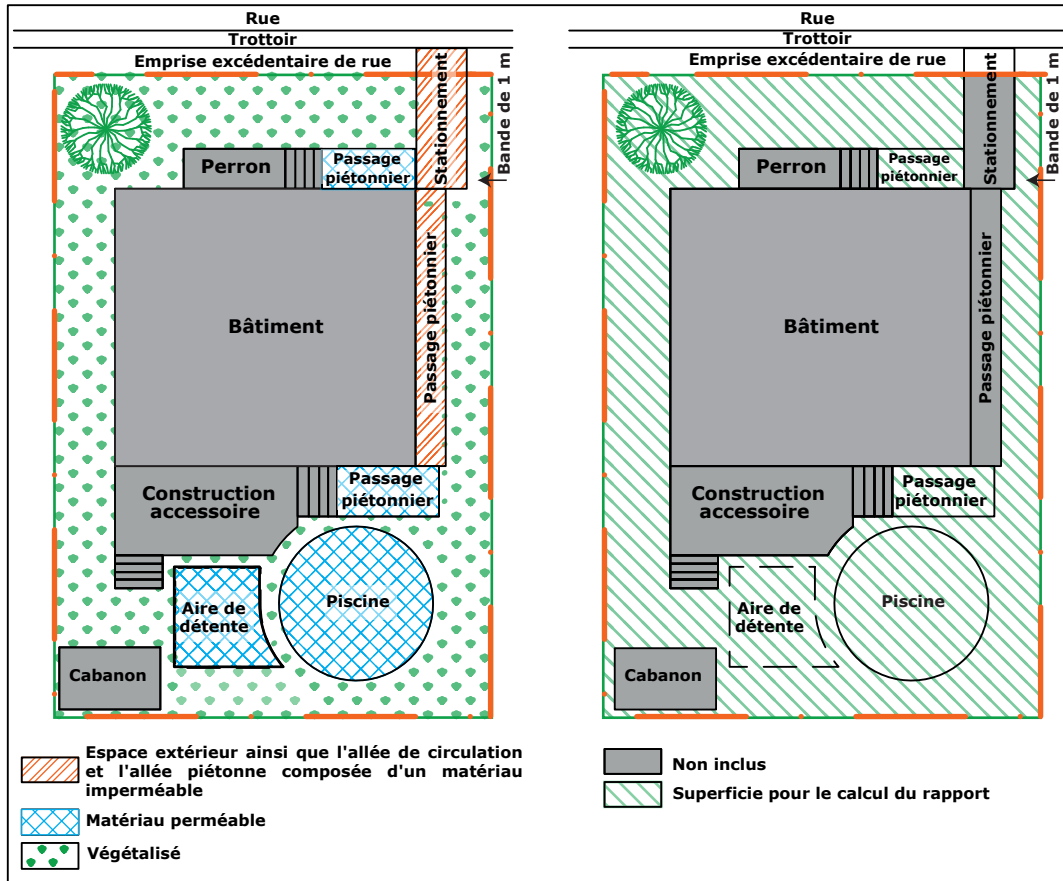 Rue
Trottoir
Emprise excédentaire de rue
Stationnement
Bande de 1 m
Perron
Passage
piétonnier
Bâtiment
Passage piétonnier
Construction
accessoire
Passage
piétonnier
Aire de
détente
Piscine
Cabanon
Espace extérieur ainsi que l'allée de circulation
et l'allée piétonne composée d'un matériau
imperméable
Matériau perméable
Végétalisé
Rue
Trottoir
Emprise excédentaire de rue
Stationnement
Bande de 1 m
Perron
Passage
piétonnier
Bâtiment
Passage piétonnier
Construction
accessoire
Passage
piétonnier
Aire de
détente
Piscine
Cabanon
Non inclus
Superficie pour le calcul du rapport